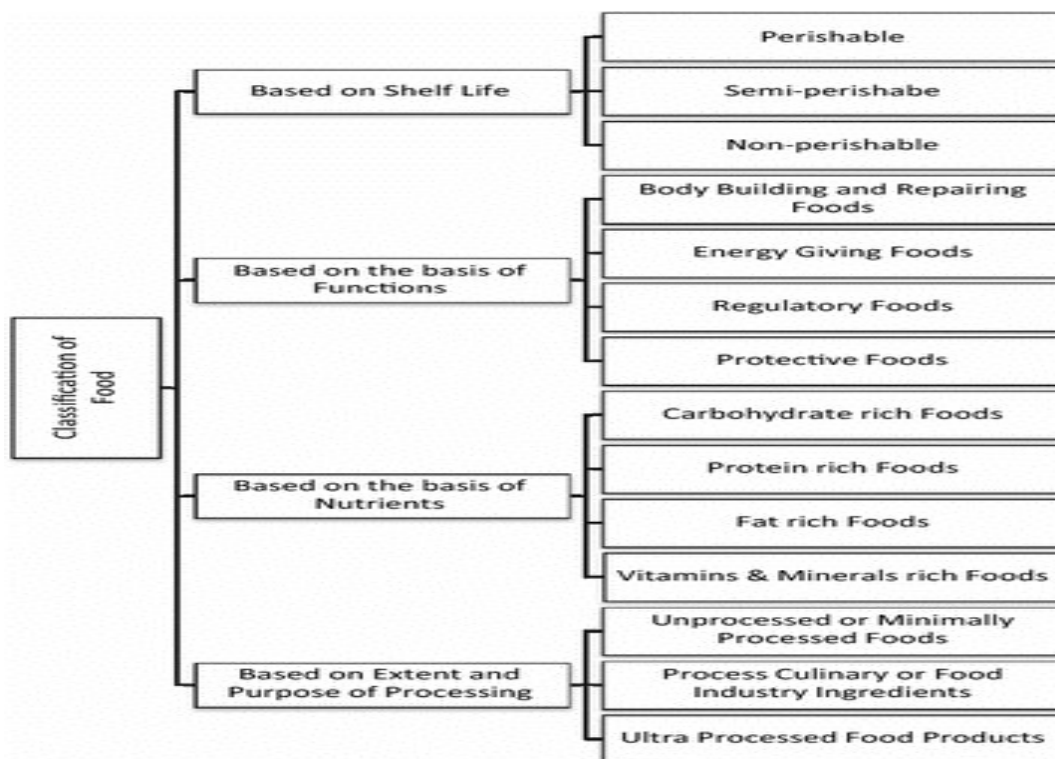 Classification of
Food
Based on Shelf Life
Perishable
Semi-perishabe
Non-perishable
Based on the basis of
Functions
Body Building and Repairing
Foods
Energy Giving Foods
Regulatory Foods
Protective Foods
Based on the basis of
Nutrients
Carbohydrate rich Foods
Protein rich Foods
Fat rich Foods
Vitamins & Minerals rich Foods
Based on Extent and
Purpose of Processing
Unprocessed or Minimally
Processed Foods
Process Culinary or Food
Industry Ingredients
Ultra Processed Food Products